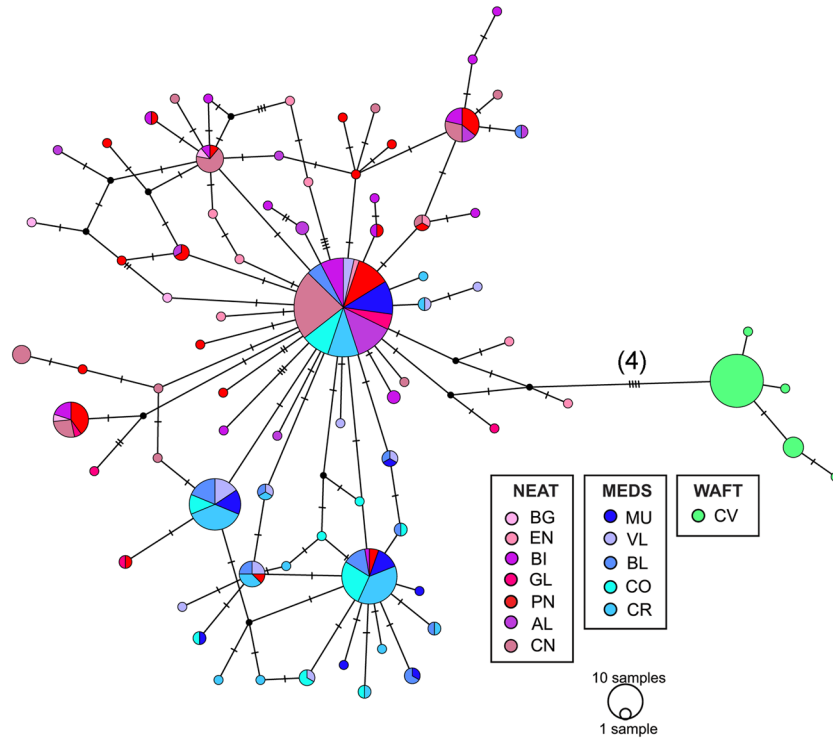 (4)
NEAT
BG
EN
BI
GL
PN
AL
CN
MEDS
MU
VL
BL
CO
CR
WAFT
CV
10 samples
1 sample